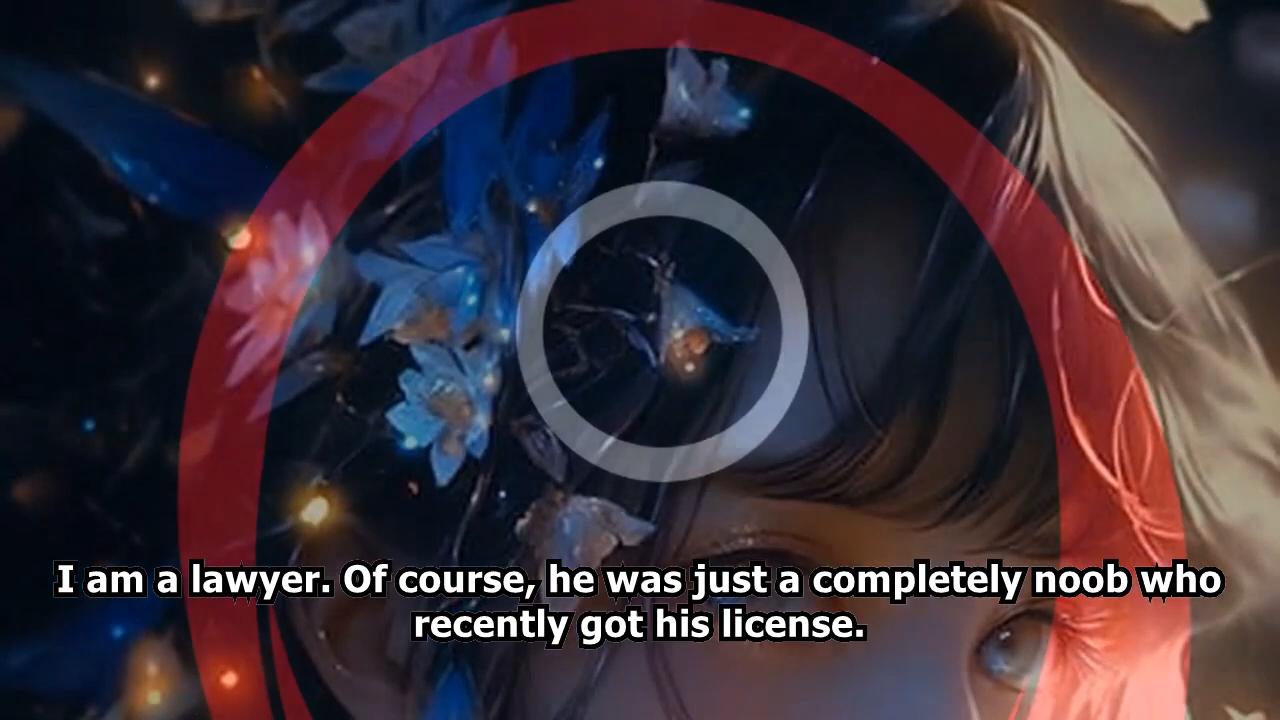 I am a lawyer. Of course, he was just a completely noob who
recently got his license.